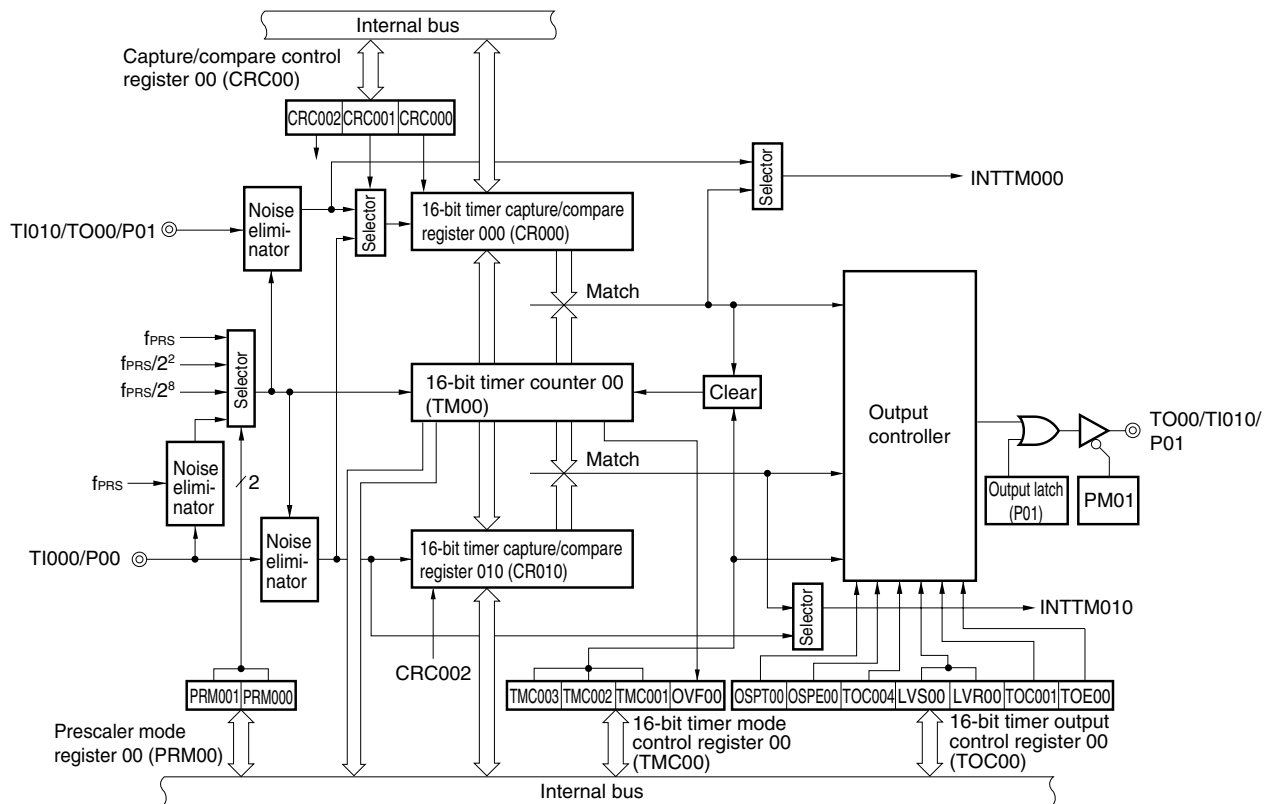 Internal bus
Capture/compare control
register 00 (CRC00)
CRC002 CRC001 CRC000
Selector
INTTM000
TI010/TO00/P01
Noise
elimi-
nator
Selector
16-bit timer capture/compare
register 000 (CR000)
Match
fPRS
fPRS/2²
fPRS/2⁸
Selector
16-bit timer counter 00
(TM00)
Clear
Output
controller
TO00/TI010/
P01
Match
fPRS
Noise
elimi-
nator
2
Output latch
(P01)
PM01
TI000/P00
Noise
elimi-
nator
16-bit timer capture/compare
register 010 (CR010)
Selector
INTTM010
CRC002
PRM001 PRM000
TMC003 TMC002 TMC001 OVF00
OSPT00 OSPE00 TOC004 LVS00 LVR00 TOC001 TOE00
Prescaler mode
register 00 (PRM00)
16-bit timer mode
control register 00
(TMC00)
16-bit timer output
control register 00
(TOC00)
Internal bus